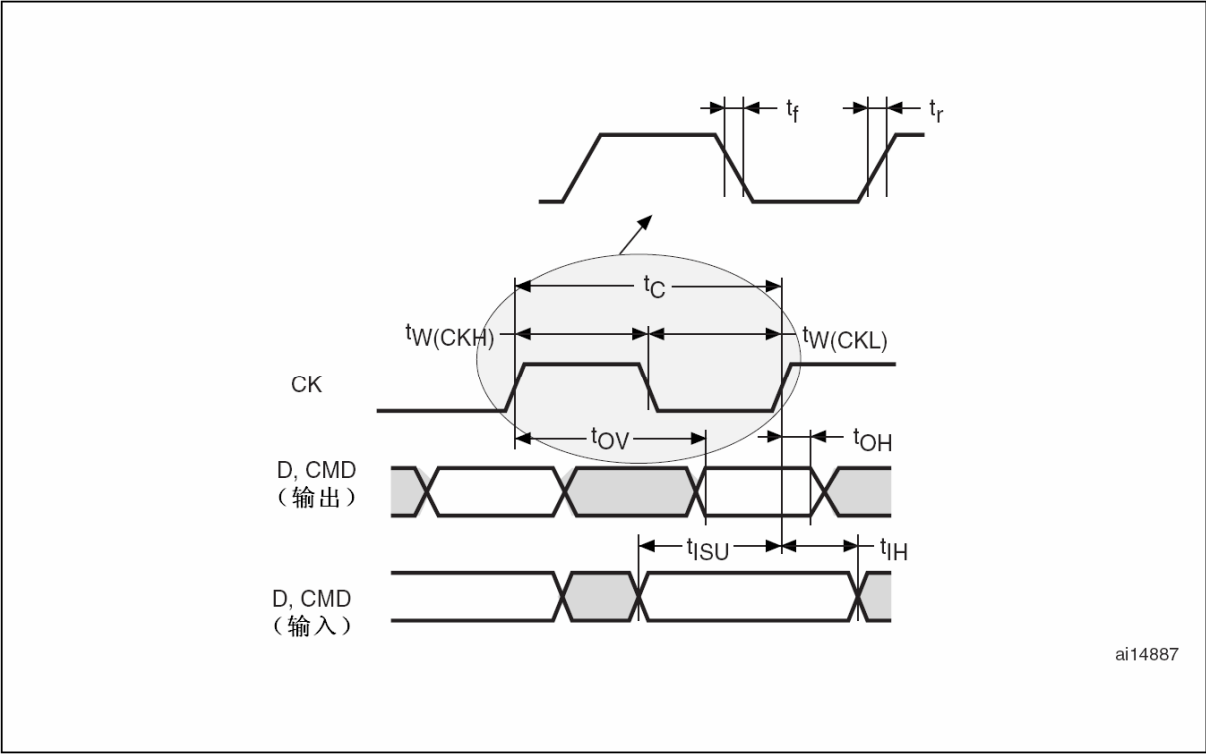 tf
tr
tC
tW(CKH)
tW(CKL)
CK
tOV
tOH
D, CMD
（输出）
tISU
tIH
D, CMD
（输入）
ai14887